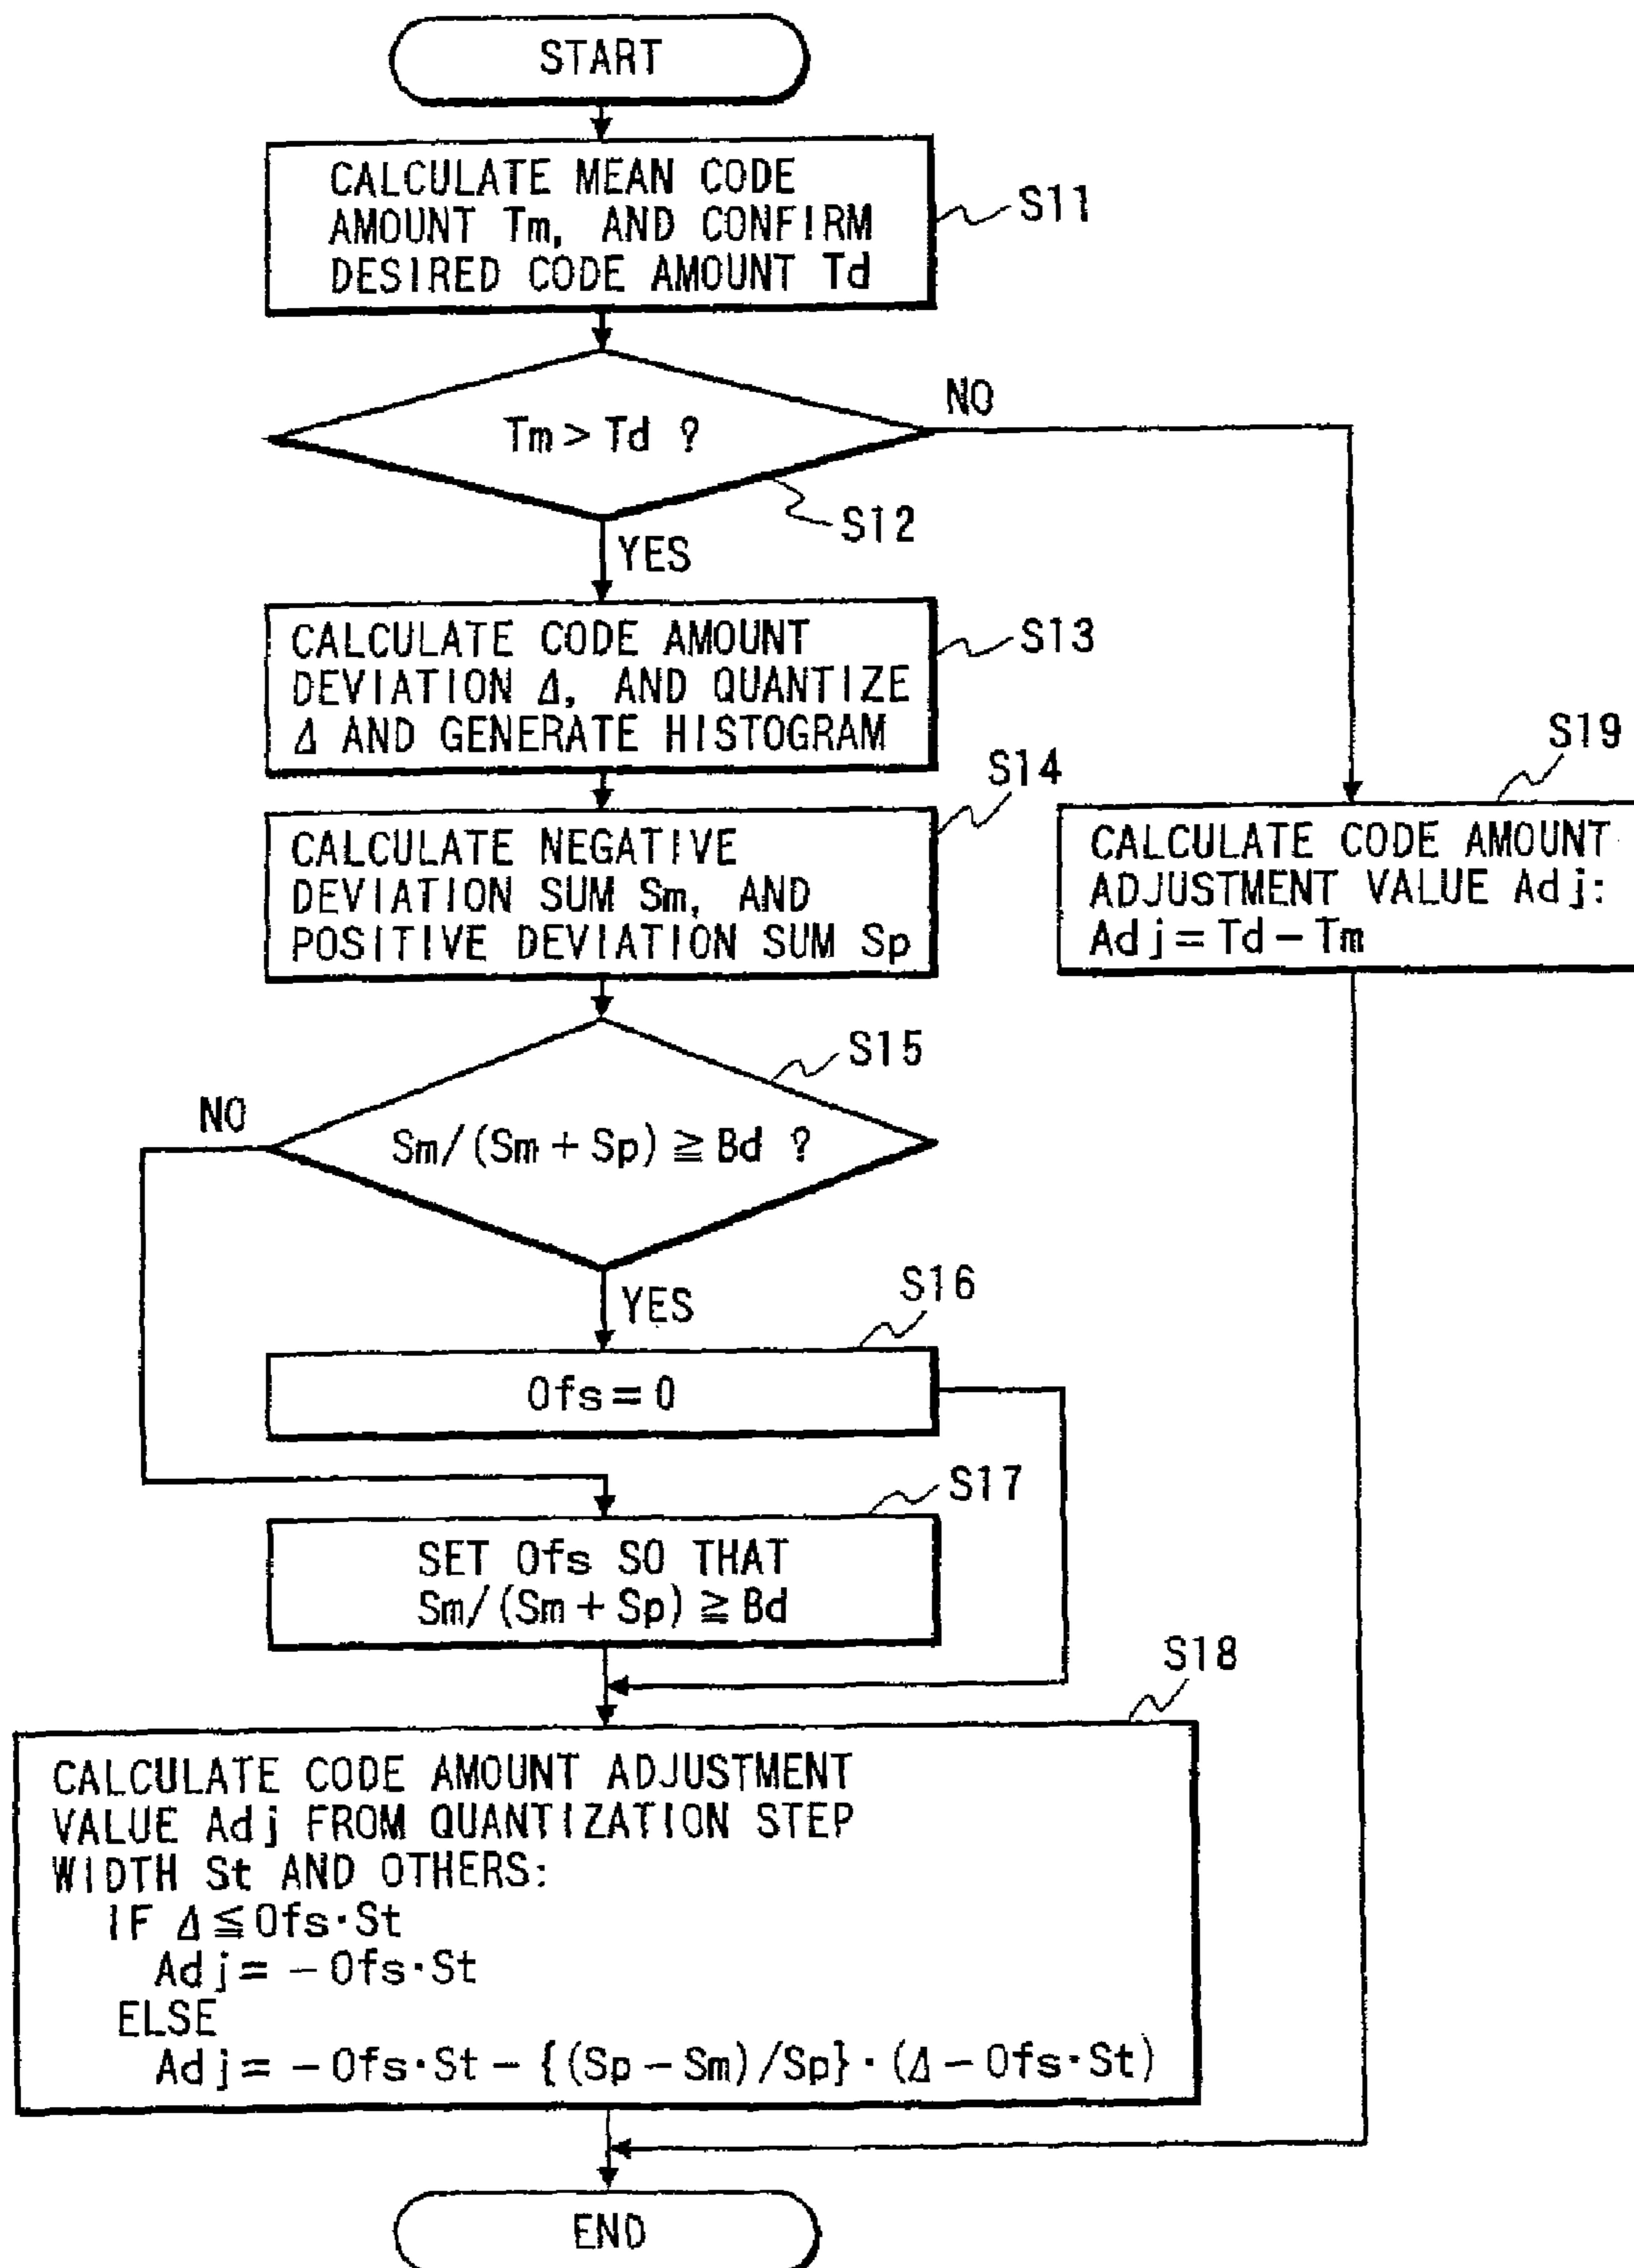 START
CALCULATE MEAN CODE
AMOUNT Tm, AND CONFIRM
DESIRED CODE AMOUNT Td
S11
Tm > Td ?
NO
S12
YES
CALCULATE CODE AMOUNT
DEVIATION Δ, AND QUANTIZE
Δ AND GENERATE HISTOGRAM
S13
CALCULATE NEGATIVE
DEVIATION SUM Sm, AND
POSITIVE DEVIATION SUM Sp
S14
S19
CALCULATE CODE AMOUNT
ADJUSTMENT VALUE Adj:
Adj = Td − Tm
S15
NO
Sm/(Sm + Sp) ≧ Bd ?
YES
S16
Ofs = 0
S17
SET Ofs SO THAT
Sm/(Sm + Sp) ≧ Bd
S18
CALCULATE CODE AMOUNT ADJUSTMENT
VALUE Adj FROM QUANTIZATION STEP
WIDTH St AND OTHERS:
IF Δ ≦ Ofs·St
Adj = − Ofs·St
ELSE
Adj = − Ofs·St − {(Sp − Sm)/Sp}·(Δ − Ofs·St)
END